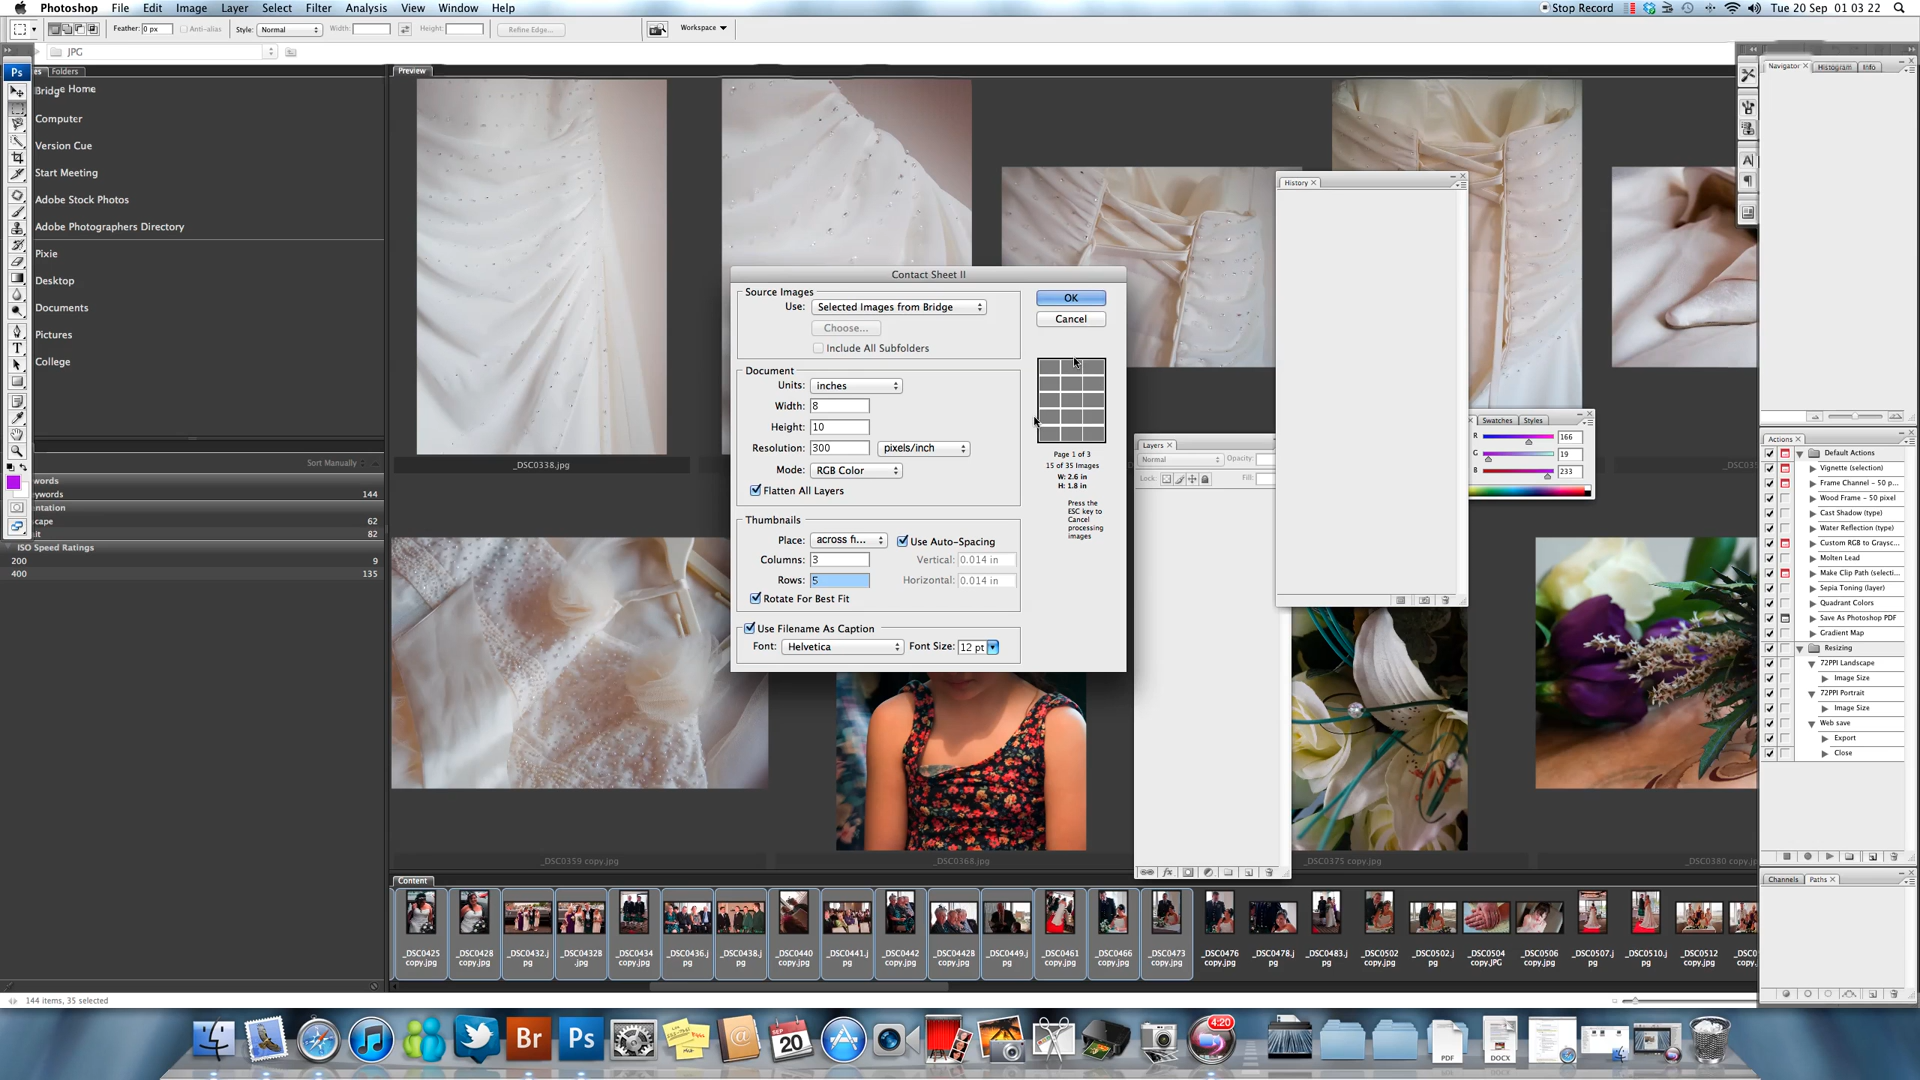 Photoshop File Edit Image Layer Select Filter Analysis View Window Help
Stop Record
Tue 20 Sep 01 03 22
Feather: 0 px
Anti-alias
Style: Normal
Width:
Height:
Refine Edge...
Workspace
JPG
Folders
Preview
Bridge Home
Computer
Version Cue
Start Meeting
Adobe Stock Photos
Adobe Photographers Directory
Pixie
Desktop
Documents
Pictures
College
Sort Manually
ISO Speed Ratings
144
62
82
200 9
400 135
_DSC0338.jpg
_DSC0359 copy.jpg
_DSC0368.jpg
_DSC0375 copy.jpg
_DSC0380 copy.jpg
Contact Sheet II
Source Images
Use: Selected Images from Bridge
Choose...
Include All Subfolders
OK
Cancel
Document
Units: inches
Width: 8
Height: 10
Resolution: 300 pixels/inch
Mode: RGB Color
Flatten All Layers
Page 1 of 3
15 of 35 Images
W: 2.6 in
H: 1.8 in
Press the
ESC key to
Cancel
processing
images
Thumbnails
Place: across fi...
Use Auto-Spacing
Columns: 3
Vertical: 0.014 in
Rows: 5
Horizontal: 0.014 in
Rotate For Best Fit
Use Filename As Caption
Font: Helvetica
Font Size: 12 pt
History
Layers
Normal
Opacity:
Lock:
Fill:
Swatches Styles
R 166
G 19
B 233
Navigator Histogram Info
Actions
Default Actions
Vignette (selection)
Frame Channel - 50 p...
Wood Frame - 50 pixel
Cast Shadow (type)
Water Reflection (type)
Custom RGB to Graysc...
Molten Lead
Make Clip Path (selecti...
Sepia Toning (layer)
Quadrant Colors
Save As Photoshop PDF
Gradient Map
Resizing
72PPI Landscape
Image Size
72PPI Portrait
Image Size
Web save
Export
Close
Channels Paths
Content
_DSC0425 copy.jpg
_DSC0428 copy.jpg
_DSC0432.jpg
_DSC0432B.jpg
_DSC0434 copy.jpg
_DSC0436.jpg
_DSC0438.jpg
_DSC0440 copy.jpg
_DSC0441.jpg
_DSC0442 copy.jpg
_DSC0442B copy.jpg
_DSC0449.jpg
_DSC0461 copy.jpg
_DSC0466 copy.jpg
_DSC0473 copy.jpg
_DSC0476 copy.jpg
_DSC0478.jpg
_DSC0483.jpg
_DSC0502 copy.jpg
_DSC0502.jpg
_DSC0504 copy.JPG
_DSC0506 copy.jpg
_DSC0507.jpg
_DSC0510.jpg
_DSC0512 copy.jpg
144 items, 35 selected
Br
Ps
SEP
20
4:20
PDF
DOCX